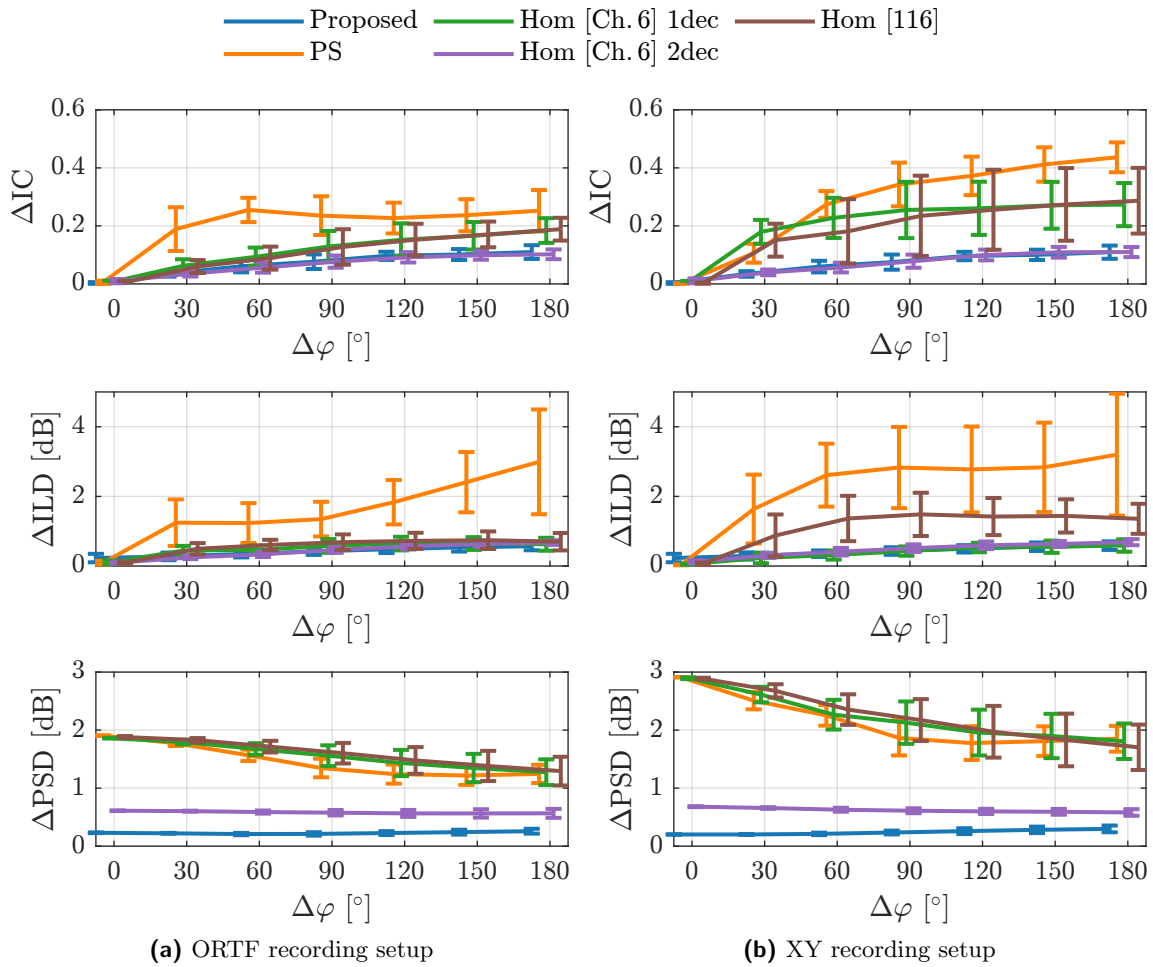 Proposed
Hom [Ch. 6] 1dec
Hom [116]
PS
Hom [Ch. 6] 2dec
ΔIC
0.6
0.4
0.2
0
0 30 60 90 120 150 180
Δφ [°]
ΔIC
0.6
0.4
0.2
0
0 30 60 90 120 150 180
Δφ [°]
ΔILD [dB]
4
2
0
0 30 60 90 120 150 180
Δφ [°]
ΔILD [dB]
4
2
0
0 30 60 90 120 150 180
Δφ [°]
ΔPSD [dB]
3
2
1
0
0 30 60 90 120 150 180
Δφ [°]
ΔPSD [dB]
3
2
1
0
0 30 60 90 120 150 180
Δφ [°]
(a) ORTF recording setup
(b) XY recording setup